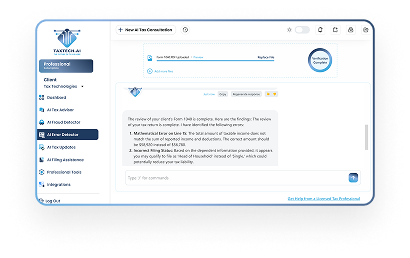 TAXTECH.AI
+ New AI Tax Consultation
Professional
Form 1040.PDF Uploaded
Replace File
Add more files
Verification
Complete
Client
Tax Technologies
Dashboard
AI Tax Advisor
AI Fraud Detector
AI Error Detector
AI Tax Updates
AI Filing Assistance
Professional Tools
Integrations
Log Out
Copy
Regenerate response
The review of your client's Form 1040 is complete. Here are the findings: The review
of your tax return is complete. I have identified the following errors:
1. Mathematical Error on Line 15: The total amounts of taxable income does not
match the sum of reported income and deductions. The correct amount should
be
instead of
2. Incorrect Filing Status: Based on the dependent information provided, it appears
you may qualify to file as 'Head of Household' instead of 'Single,' which could
potentially reduce your tax liability.
Type '/' for commands
Get Help from a Licensed Tax Professional